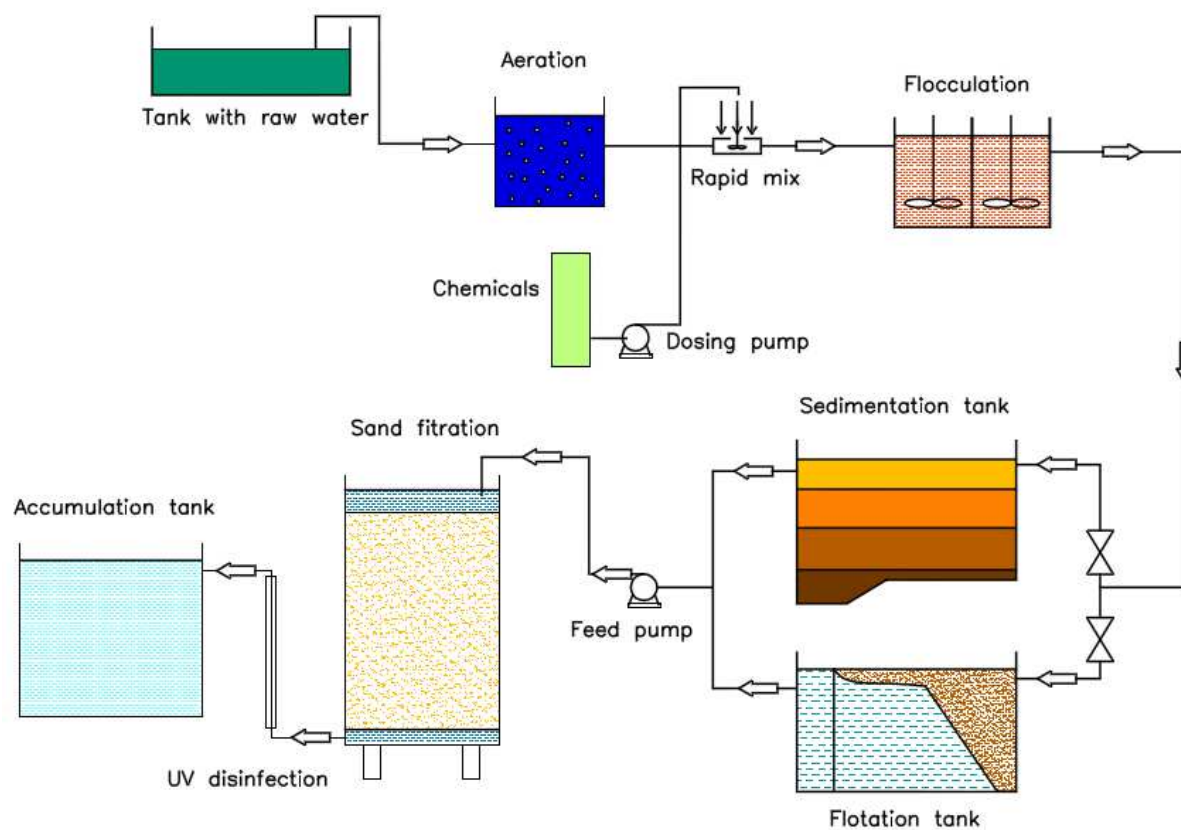 Tank with raw water
Aeration
Rapid mix
Flocculation
Chemicals
Dosing pump
Sedimentation tank
Sand fitration
Accumulation tank
Feed pump
UV disinfection
Flotation tank